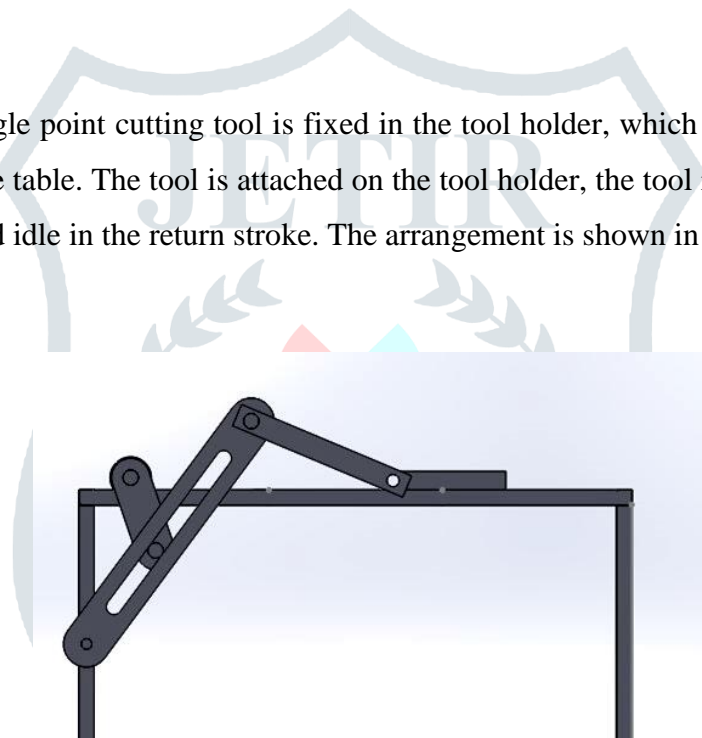 JETIR
gle point cutting tool is fixed in the tool holder, which
e table. The tool is attached on the tool holder, the tool
d idle in the return stroke. The arrangement is shown in